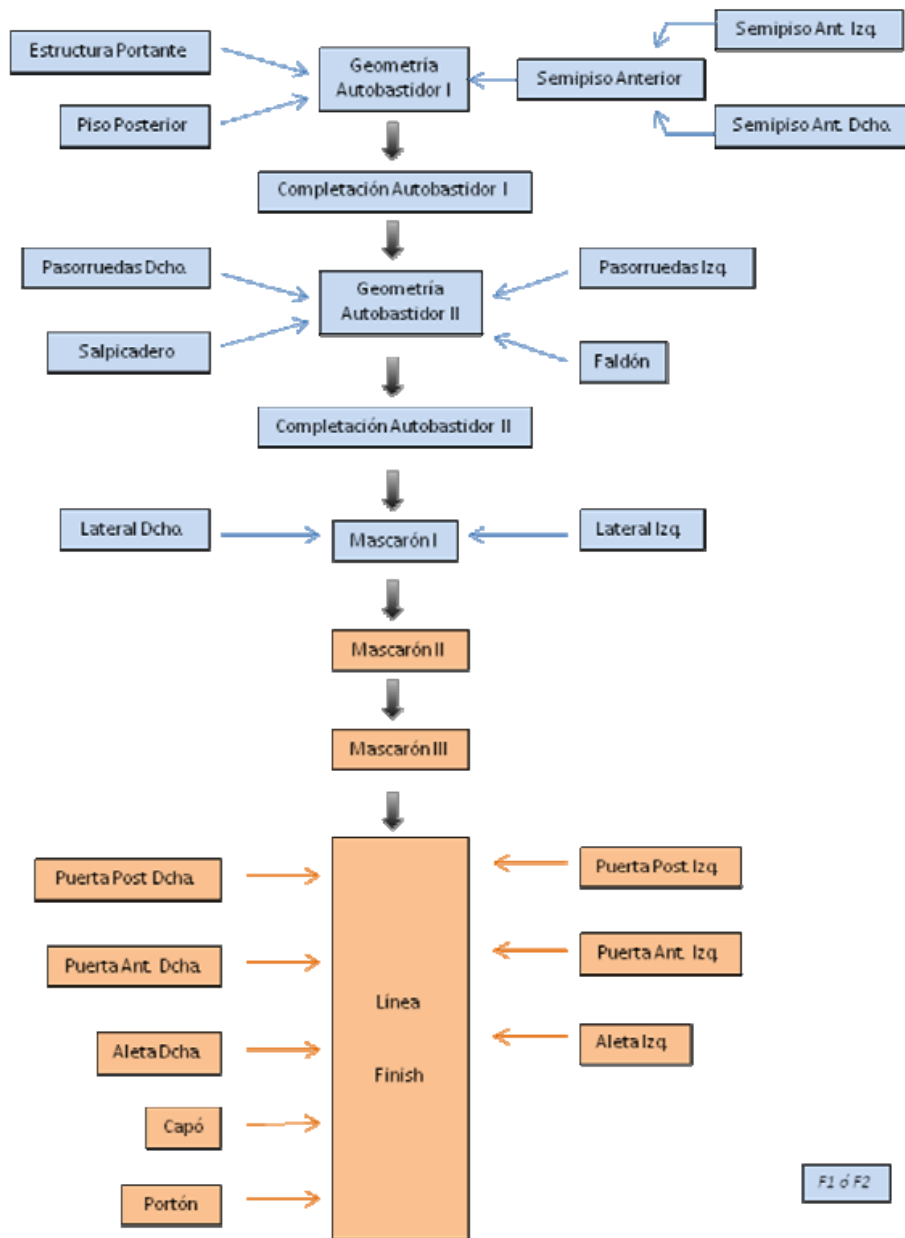 Semipiso Ant. Izq.
Estructura Portante
Geometría
Autobastidor I
Semipiso Anterior
Piso Posterior
Semipiso Ant. Dcho.
Completación Autobastidor I
Pasorruedas Dcho.
Pasorruedas Izq.
Geometría
Autobastidor II
Salpicadero
Faldón
Completación Autobastidor II
Lateral Dcho.
Mascarón I
Lateral Izq.
Mascarón II
Mascarón III
Puerta Post. Dcha.
Puerta Post. Izq.
Puerta Ant. Dcha.
Puerta Ant. Izq.
Línea
Finish
Aleta Dcha.
Aleta Izq.
Capó
Portón
F1 ó F2